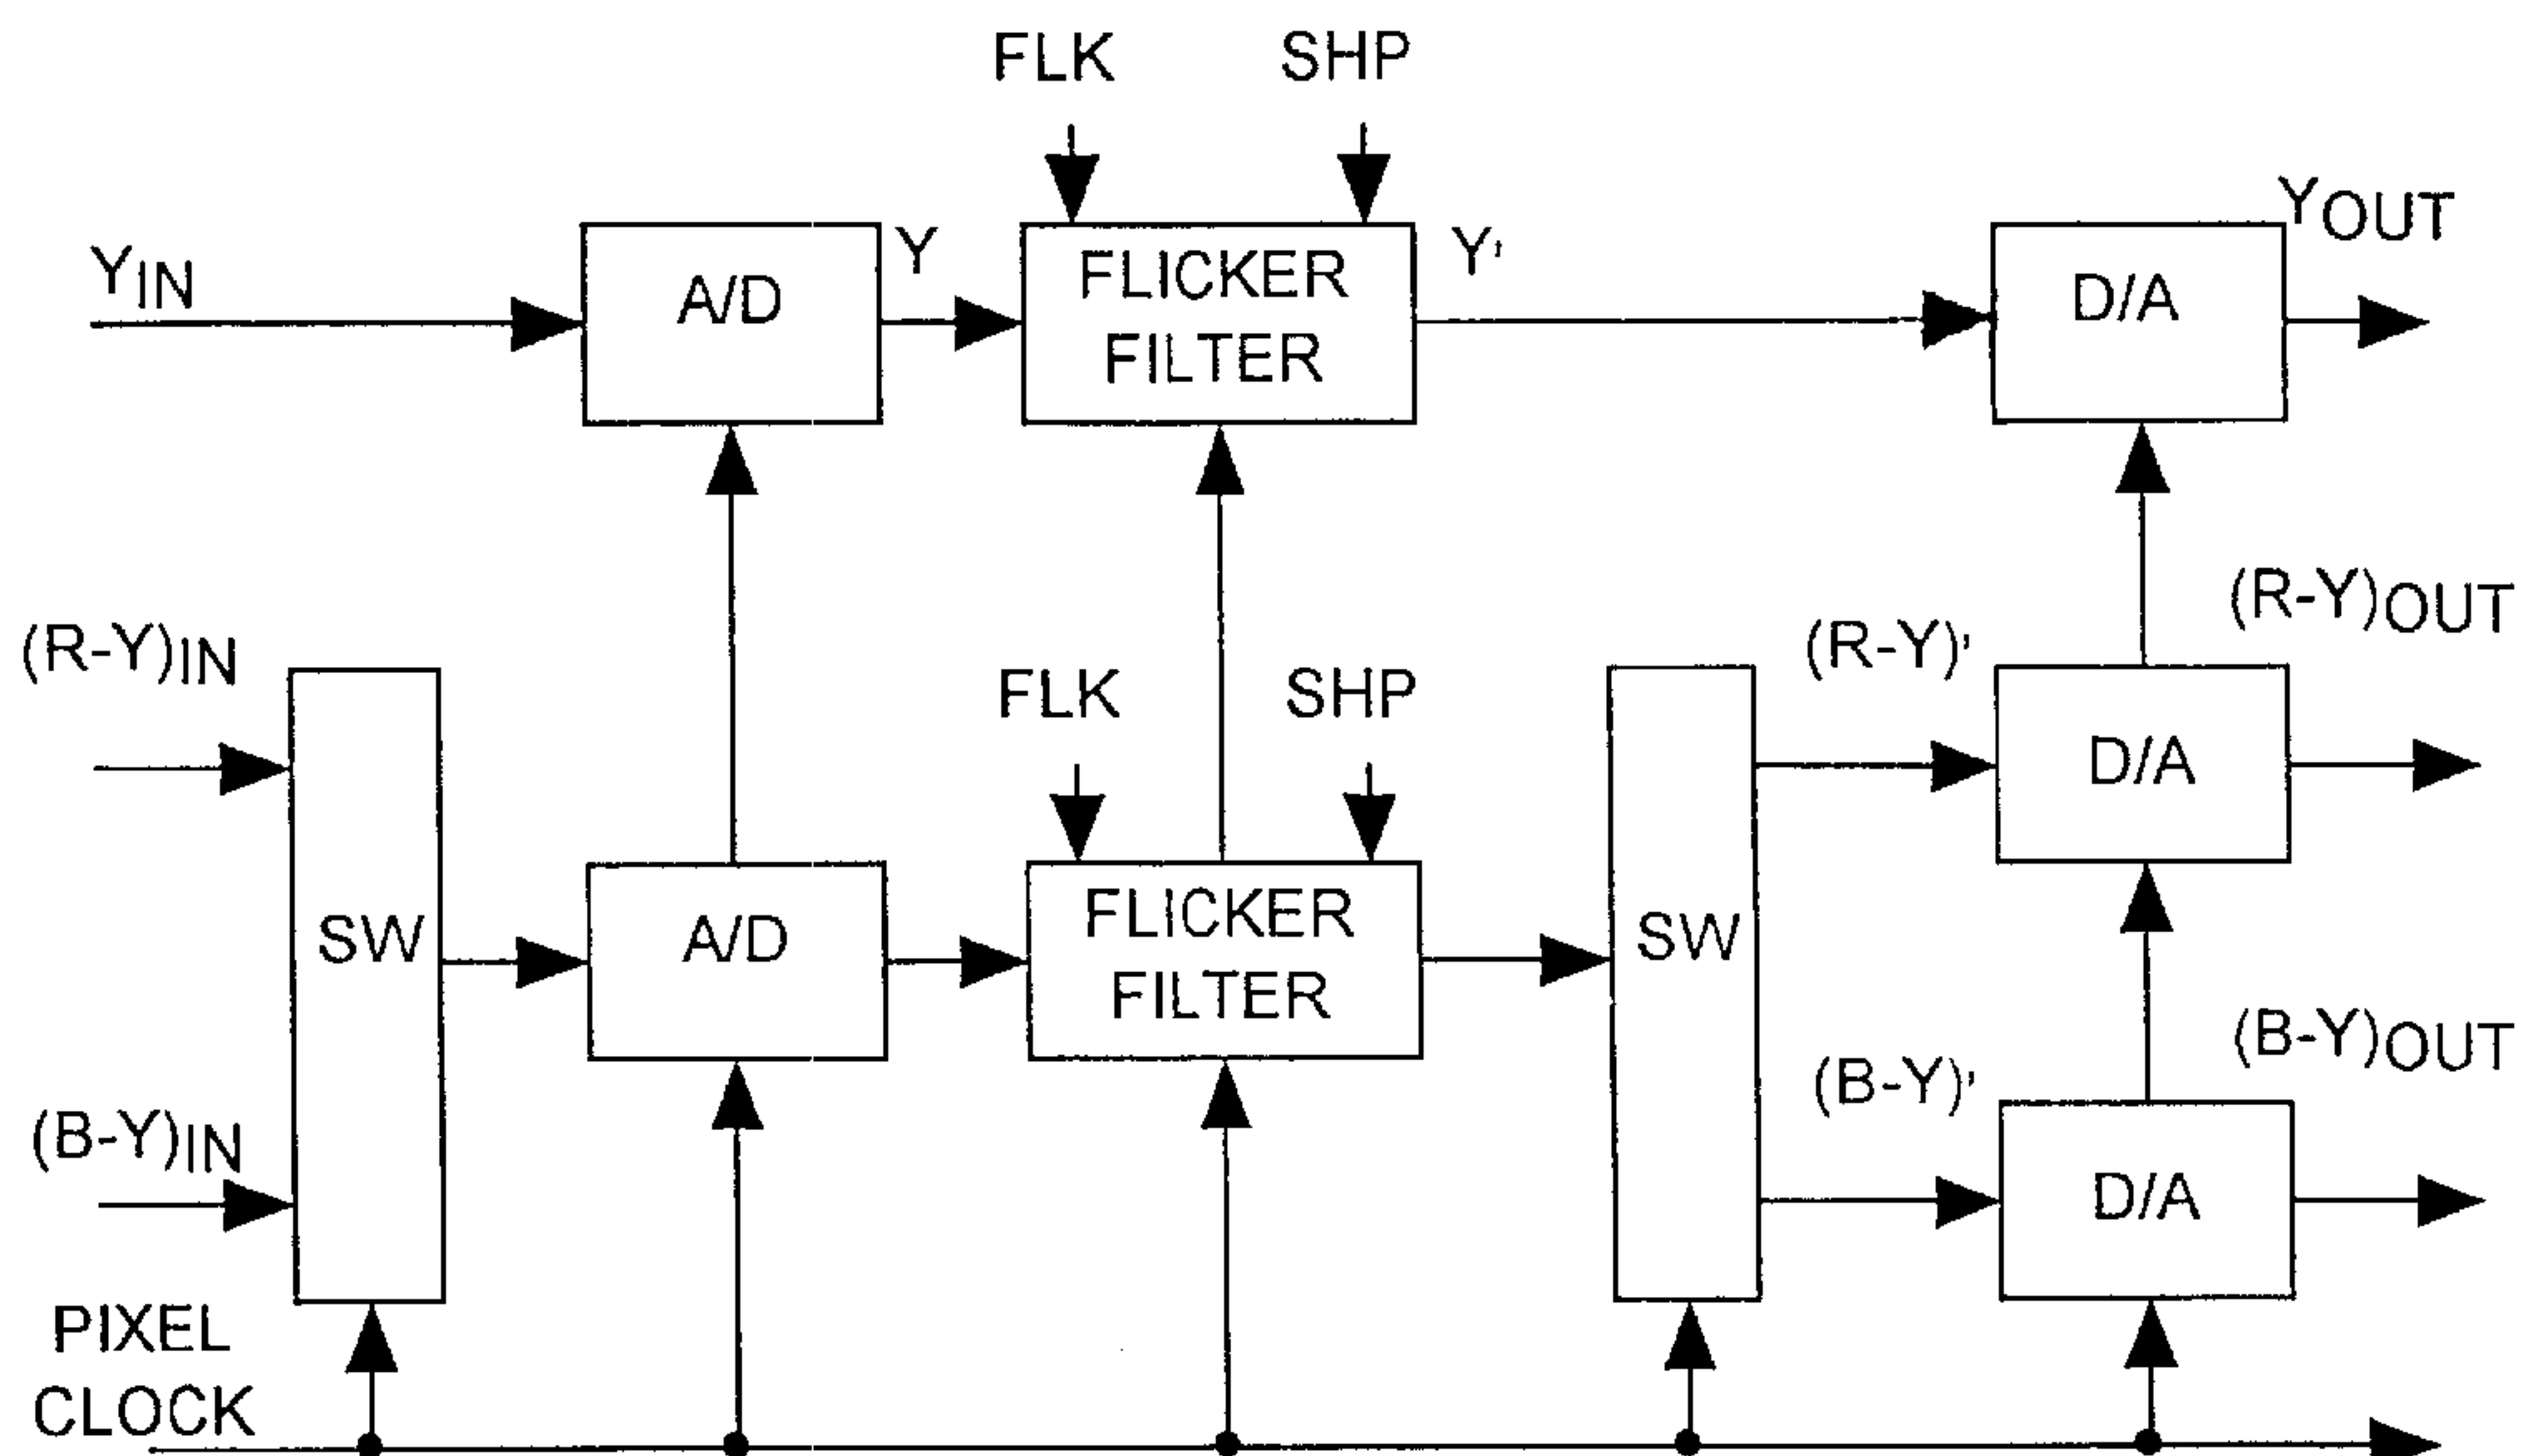 FLK SHP
YIN A/D Y FLICKER FILTER Y' D/A YOUT
(R-Y)IN
(R-Y)' (R-Y)OUT
FLK SHP
D/A
SW A/D FLICKER FILTER SW
(B-Y)IN
(B-Y)' (B-Y)OUT
D/A
PIXEL
CLOCK